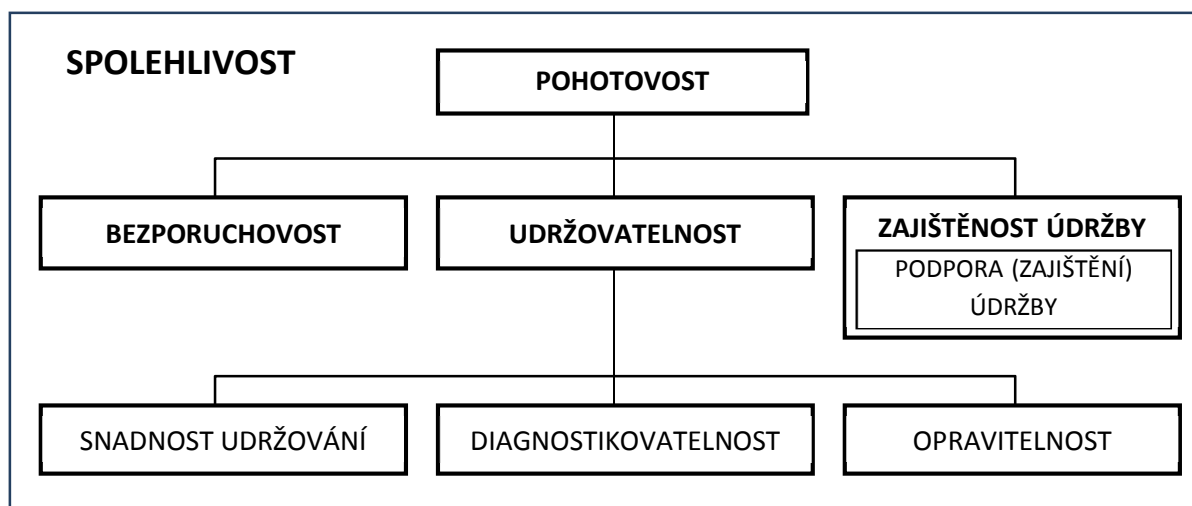 SPOLEHLIVOST
POHOTOVOST
BEZPORUCHOVOST
UDRŽOVATELNOST
ZAJIŠTĚNOST ÚDRŽBY
PODPORA (ZAJIŠTĚNÍ)
ÚDRŽBY
SNADNOST UDRŽOVÁNÍ
DIAGNOSTIKOVATELNOST
OPRAVITELNOST